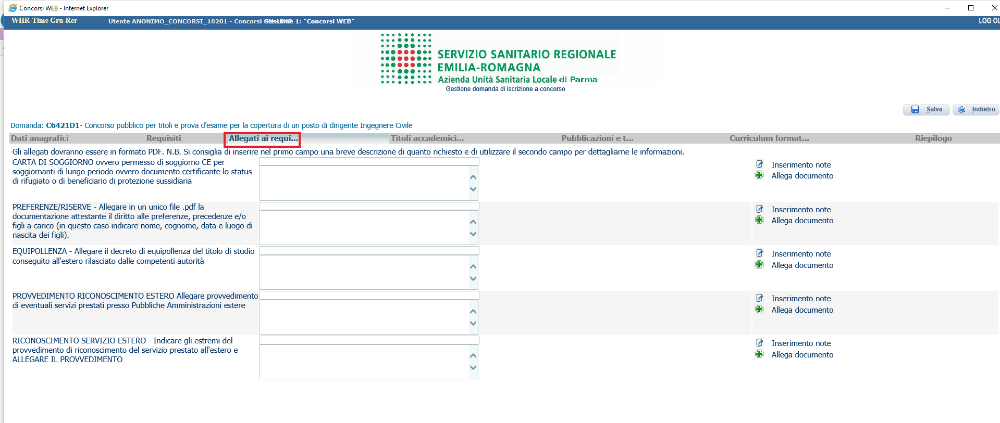 Concorsi WEB - Internet Explorer
WHR-Time Gru-Rer
Utente ANONIMO_CONCORSI_10201 - Concorsi Sessione 1: "Concorsi WEB"
LOG OU
SERVIZIO SANITARIO REGIONALE
EMILIA-ROMAGNA
Azienda Unità Sanitaria Locale di Parma
Gestione domanda di iscrizione a concorso
Salva
Indietro
Domanda: C6421D1- Concorso pubblico per titoli e prova d'esame per la copertura di un posto di dirigente Ingegnere Civile
Dati anagrafici
Requisiti
Allegati ai requi...
Titoli accademici...
Pubblicazioni e t...
Curriculum format...
Riepilogo
Gli allegati dovranno essere in formato PDF. N.B. Si consiglia di inserire nel primo campo una breve descrizione di quanto richiesto e di utilizzare il secondo campo per dettagliarne le informazioni.
CARTA DI SOGGIORNO ovvero permesso di soggiorno CE per
soggiornanti di lungo periodo ovvero documento certificante lo status
di rifugiato o di beneficiario di protezione sussidiaria
Inserimento note
Allega documento
PREFERENZE/RISERVE - Allegare in un unico file .pdf la
documentazione attestante il diritto alle preferenze, precedenze e/o
figli a carico (in questo caso indicare nome, cognome, data e luogo di
nascita dei figli).
Inserimento note
Allega documento
EQUIPOLLENZA - Allegare il decreto di equipollenza del titolo di studio
conseguito all'estero rilasciato dalle competenti autorità
Inserimento note
Allega documento
PROVVEDIMENTO RICONOSCIMENTO ESTERO Allegare provvedimento
di eventuali servizi prestati presso Pubbliche Amministrazioni estere
Inserimento note
Allega documento
RICONOSCIMENTO SERVIZIO ESTERO - Indicare gli estremi del
provvedimento di riconoscimento del servizio prestato all'estero e
ALLEGARE IL PROVVEDIMENTO
Inserimento note
Allega documento